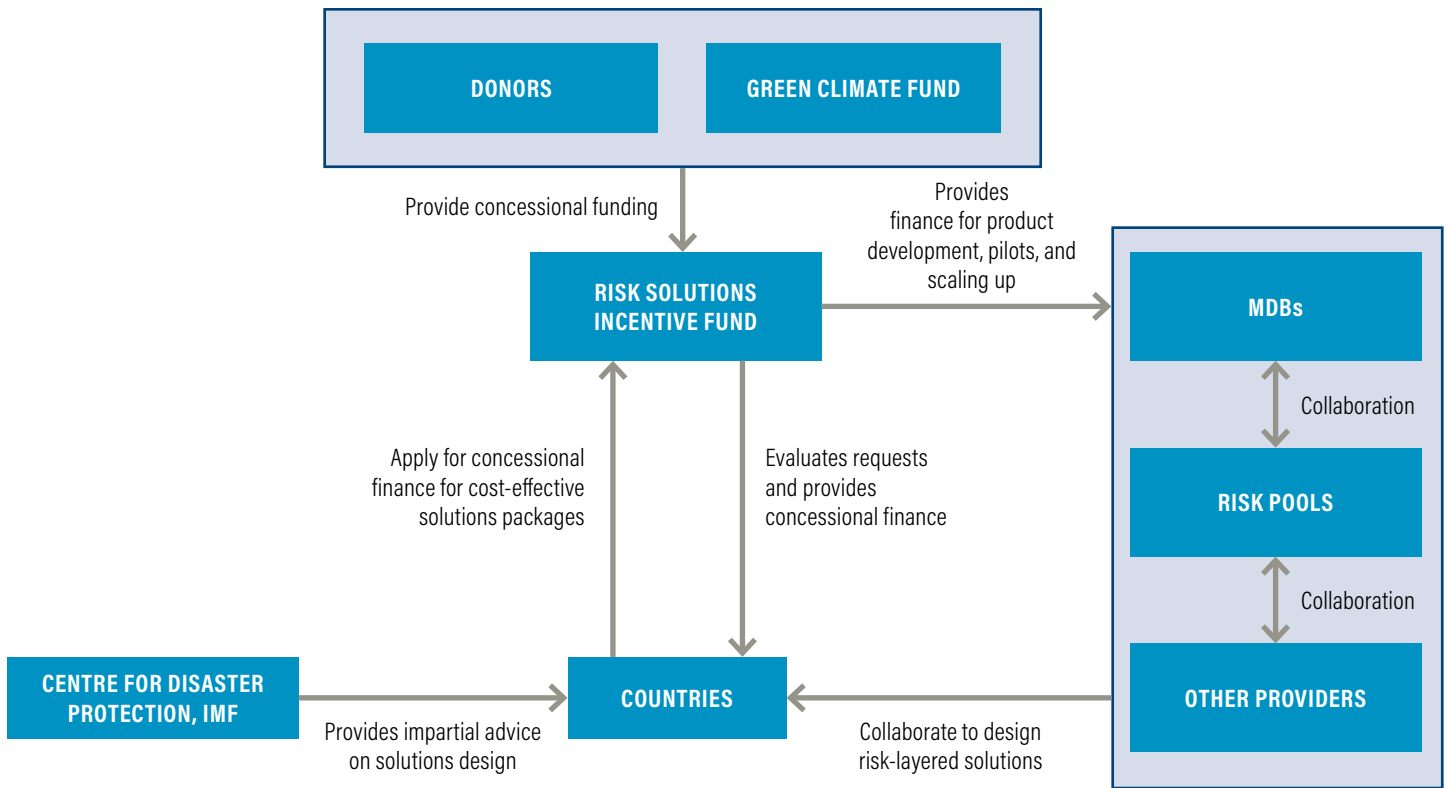 DONORS
GREEN CLIMATE FUND
Provide concessional funding
Provides
finance for product
development, pilots, and
scaling up
RISK SOLUTIONS
INCENTIVE FUND
MDBs
Collaboration
Apply for concessional
finance for cost-effective
solutions packages
Evaluates requests
and provides
concessional finance
RISK POOLS
Collaboration
CENTRE FOR DISASTER
PROTECTION, IMF
COUNTRIES
OTHER PROVIDERS
Provides impartial advice
on solutions design
Collaborate to design
risk-layered solutions